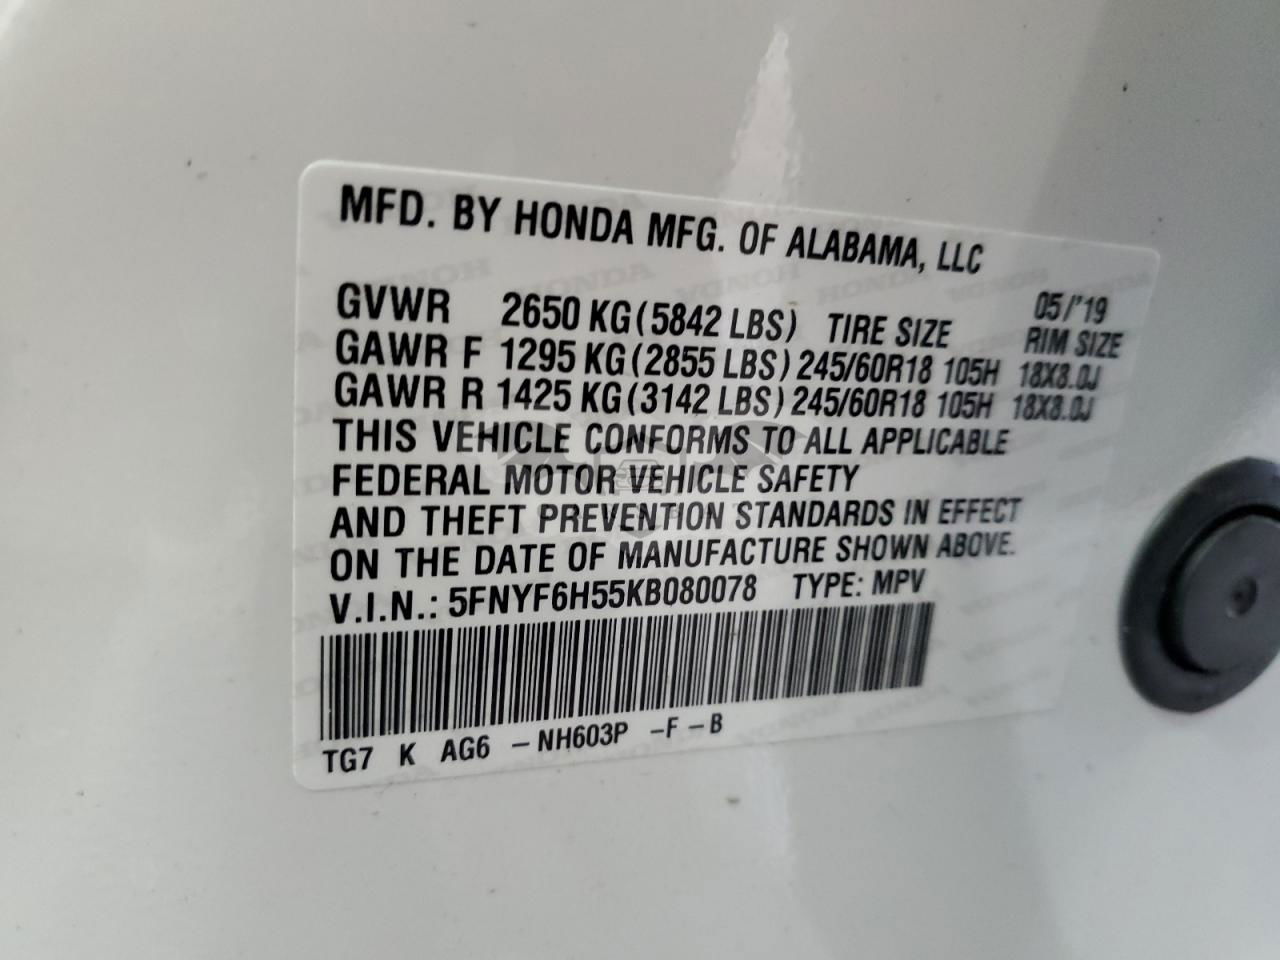 MFD. BY HONDA MFG. OF ALABAMA, LLC
05/'19
GVWR 2650 KG(5842 LBS) TIRE SIZE RIM SIZE
GAWR F 1295 KG(2855 LBS) 245/60R18 105H 18X8.0J
GAWR R 1425 KG(3142 LBS) 245/60R18 105H 18X8.0J
THIS VEHICLE CONFORMS TO ALL APPLICABLE
FEDERAL MOTOR VEHICLE SAFETY
AND THEFT PREVENTION STANDARDS IN EFFECT
ON THE DATE OF MANUFACTURE SHOWN ABOVE.
V.I.N.: 5FNYF6H55KB080078 TYPE: MPV
TG7 K AG6 -NH603P -F-B